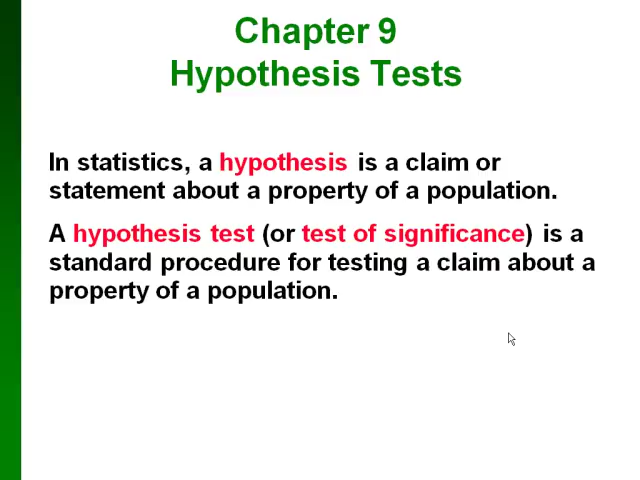 Chapter 9
Hypothesis Tests
In statistics, a hypothesis is a claim or
statement about a property of a population.
A hypothesis test (or test of significance) is a
standard procedure for testing a claim about a
property of a population.